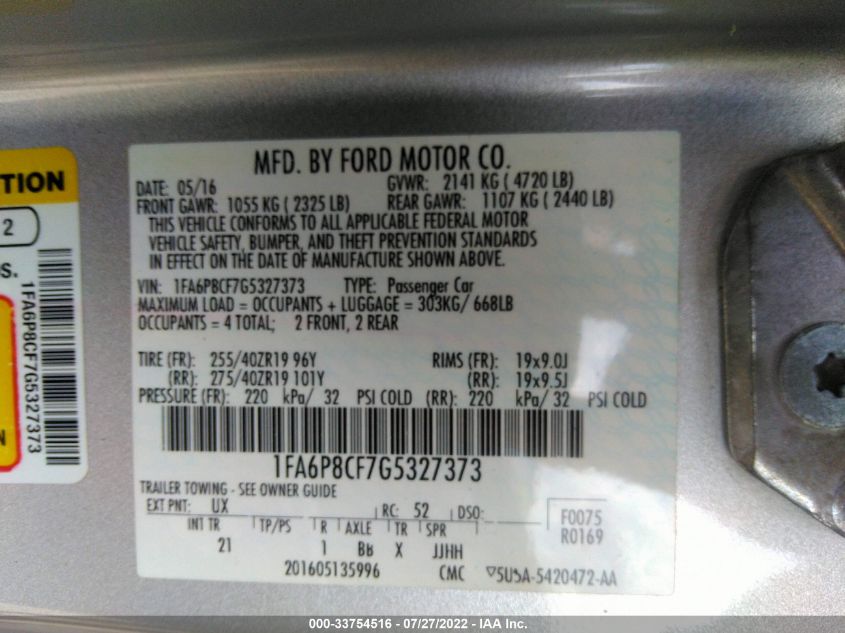 MFD. BY FORD MOTOR CO.
DATE: 05/16 GVWR: 2141 KG ( 4720 LB)
FRONT GAWR: 1055 KG ( 2325 LB) REAR GAWR: 1107 KG ( 2440 LB)
THIS VEHICLE CONFORMS TO ALL APPLICABLE FEDERAL MOTOR
VEHICLE SAFETY, BUMPER, AND THEFT PREVENTION STANDARDS
IN EFFECT ON THE DATE OF MANUFACTURE SHOWN ABOVE.
VIN: 1FA6P8CF7G5327373 TYPE: Passenger Car
MAXIMUM LOAD = OCCUPANTS + LUGGAGE = 303KG/ 668LB
OCCUPANTS = 4 TOTAL; 2 FRONT, 2 REAR
TIRE (FR): 255/40ZR19 96Y RIMS (FR): 19x9.0J
(RR): 275/40ZR19 101Y (RR): 19x9.5J
PRESSURE (FR): 220 kPa/ 32 PSI COLD (RR): 220 kPa/ 32 PSI COLD
1FA6P8CF7G5327373
TRAILER TOWING - SEE OWNER GUIDE
EXT PNT: UX RC: 52 DSO: F0075
INT TR TP/PS R AXLE TR SPR R0169
21 1 BB X JJHH
201605135996 CMC 5U5A-5420472-AA
TION
2
S.
1FA6P8CF7G5327373
N
000-33754516 - 07/27/2022 - IAA Inc.